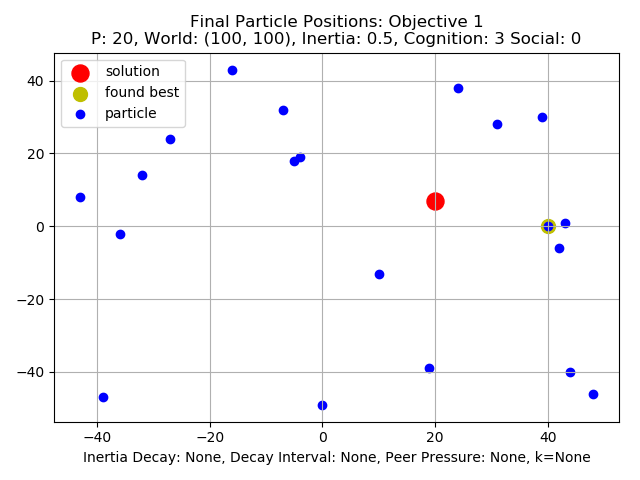 Final Particle Positions: Objective 1
P: 20, World: (100, 100), Inertia: 0.5, Cognition: 3 Social: 0
solution
found best
particle
40
20
0
−20
−40
−40
−20
0
20
40
Inertia Decay: None, Decay Interval: None, Peer Pressure: None, k=None